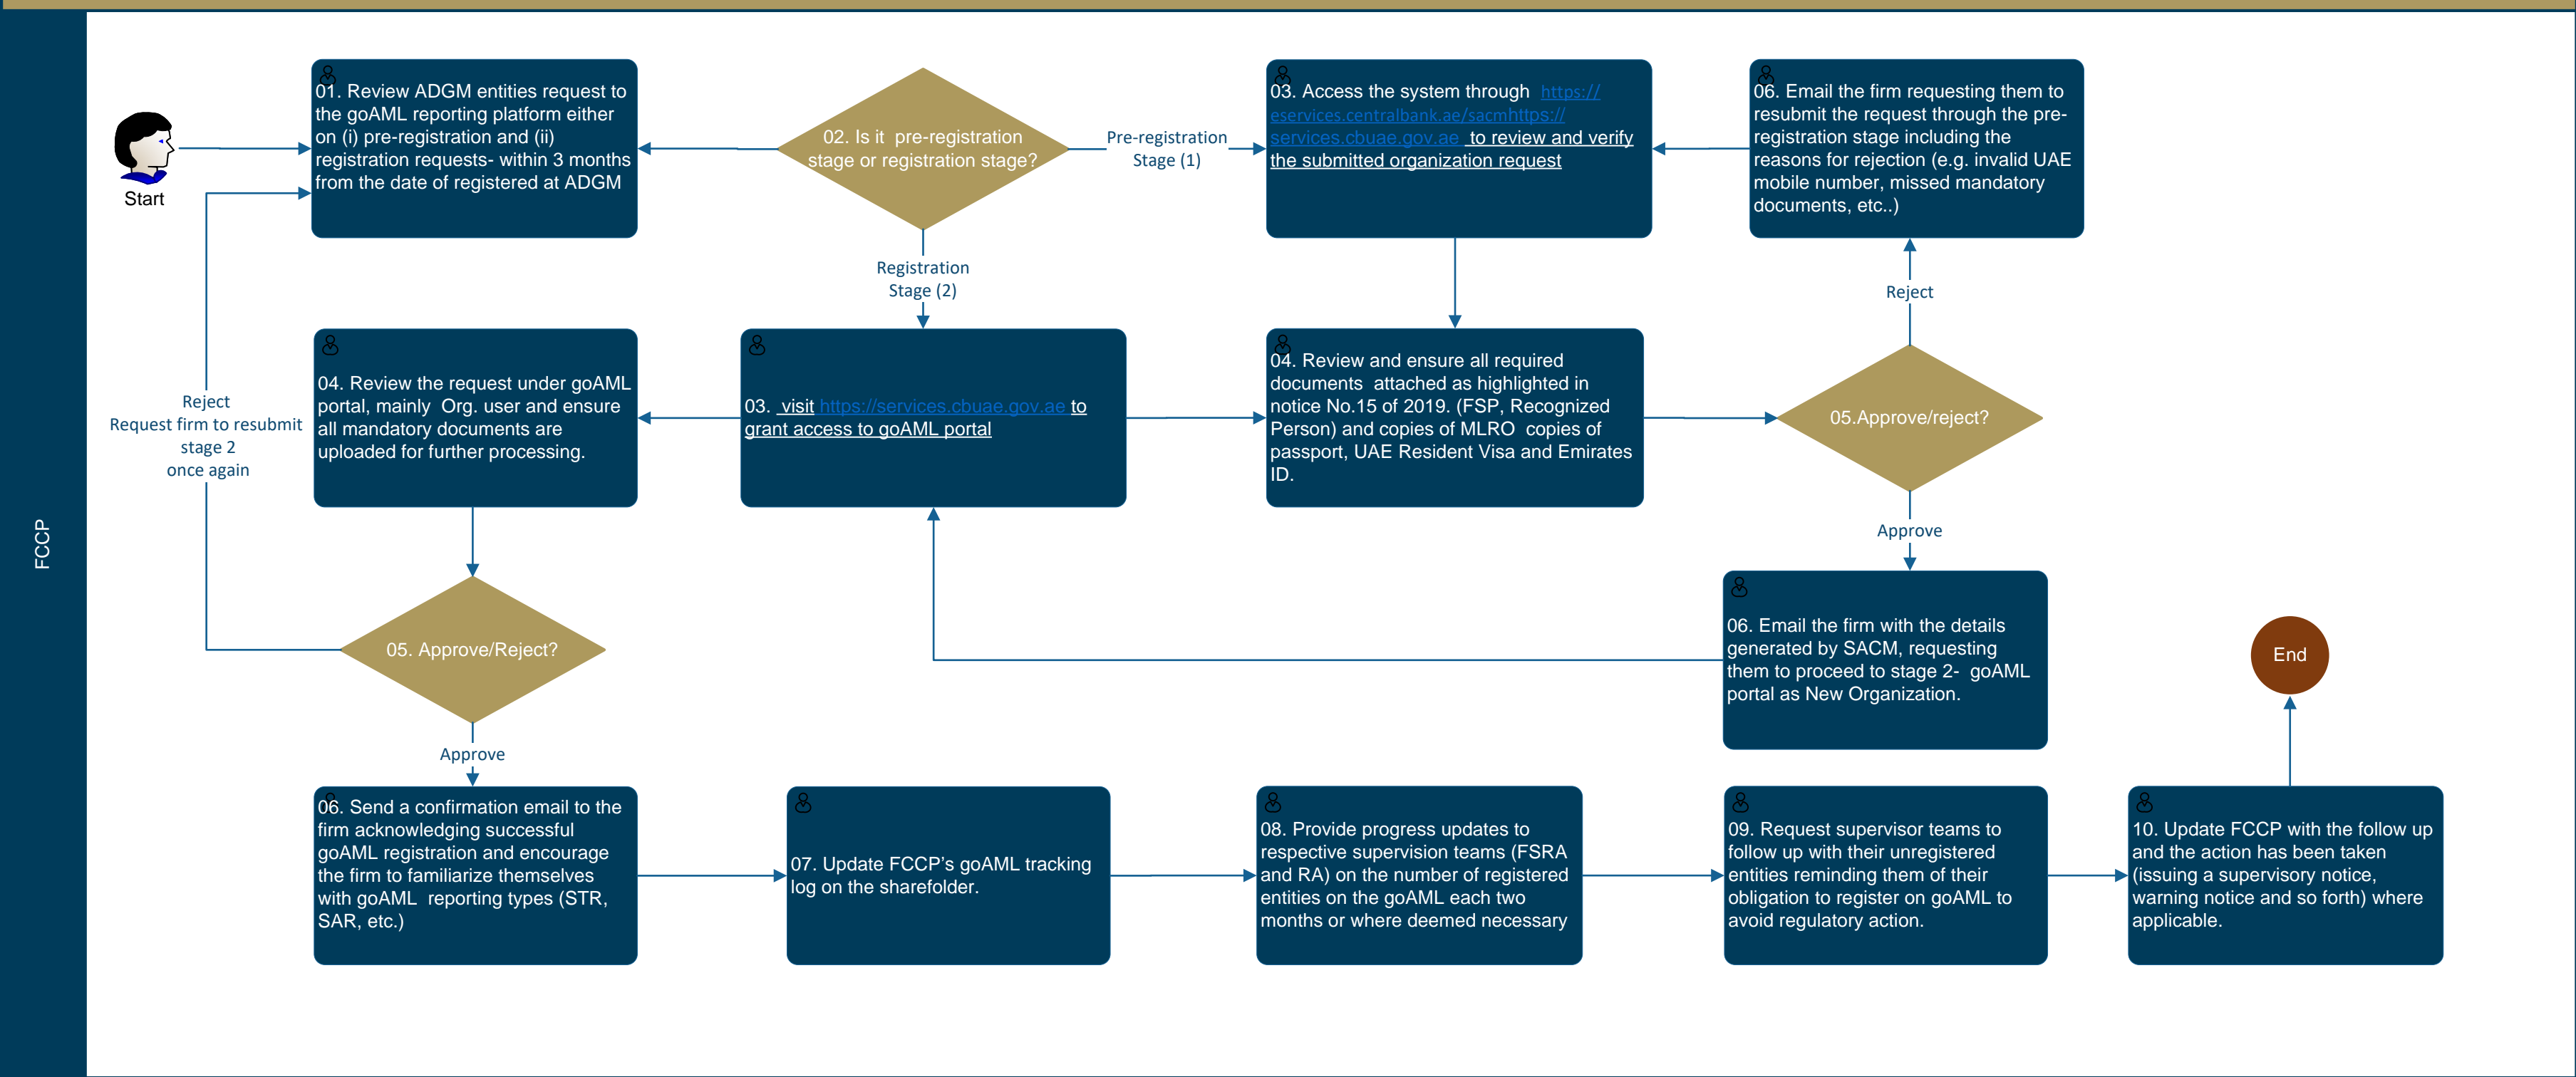 FCCP
Start
01. Review ADGM entities request to
the goAML reporting platform either
on (i) pre-registration and (ii)
registration requests- within 3 months
from the date of registered at ADGM
02. Is it  pre-registration
stage or registration stage?
Pre-registration
Stage (1)
03. Access the system through  https://
eservices.centralbank.ae/sacmhttps://
services.cbuae.gov.ae  to review and verify
the submitted organization request
06. Email the firm requesting them to
resubmit the request through the pre-
registration stage including the
reasons for rejection (e.g. invalid UAE
mobile number, missed mandatory
documents, etc..)
Registration
Stage (2)
Reject
Reject
Request firm to resubmit
stage 2
once again
04. Review the request under goAML
portal, mainly  Org. user and ensure
all mandatory documents are
uploaded for further processing.
03.  visit https://services.cbuae.gov.ae to
grant access to goAML portal
04. Review and ensure all required
documents  attached as highlighted in
notice No.15 of 2019. (FSP, Recognized
Person) and copies of MLRO  copies of
passport, UAE Resident Visa and Emirates
ID.
05.Approve/reject?
Approve
05. Approve/Reject?
06. Email the firm with the details
generated by SACM, requesting
them to proceed to stage 2-  goAML
portal as New Organization.
End
Approve
06. Send a confirmation email to the
firm acknowledging successful
goAML registration and encourage
the firm to familiarize themselves
with goAML  reporting types (STR,
SAR, etc.)
07. Update FCCP’s goAML tracking
log on the sharefolder.
08. Provide progress updates to
respective supervision teams (FSRA
and RA) on the number of registered
entities on the goAML each two
months or where deemed necessary
09. Request supervisor teams to
follow up with their unregistered
entities reminding them of their
obligation to register on goAML to
avoid regulatory action.
10. Update FCCP with the follow up
and the action has been taken
(issuing a supervisory notice,
warning notice and so forth) where
applicable.